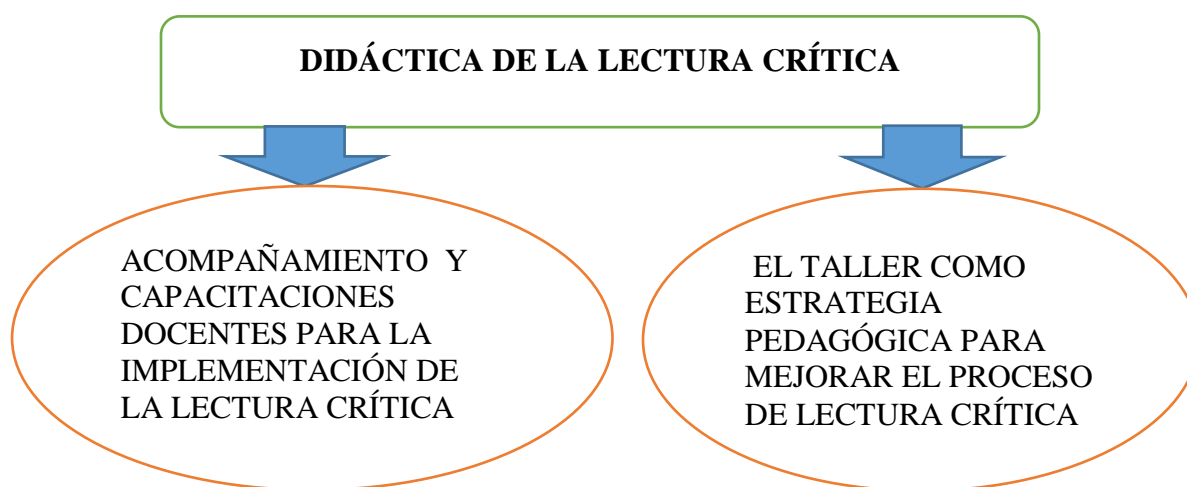 DIDÁCTICA DE LA LECTURA CRÍTICA
ACOMPAÑAMIENTO Y
CAPACITACIONES
DOCENTES PARA LA
IMPLEMENTACIÓN DE
LA LECTURA CRÍTICA
EL TALLER COMO
ESTRATEGIA
PEDAGÓGICA PARA
MEJORAR EL PROCESO
DE LECTURA CRÍTICA